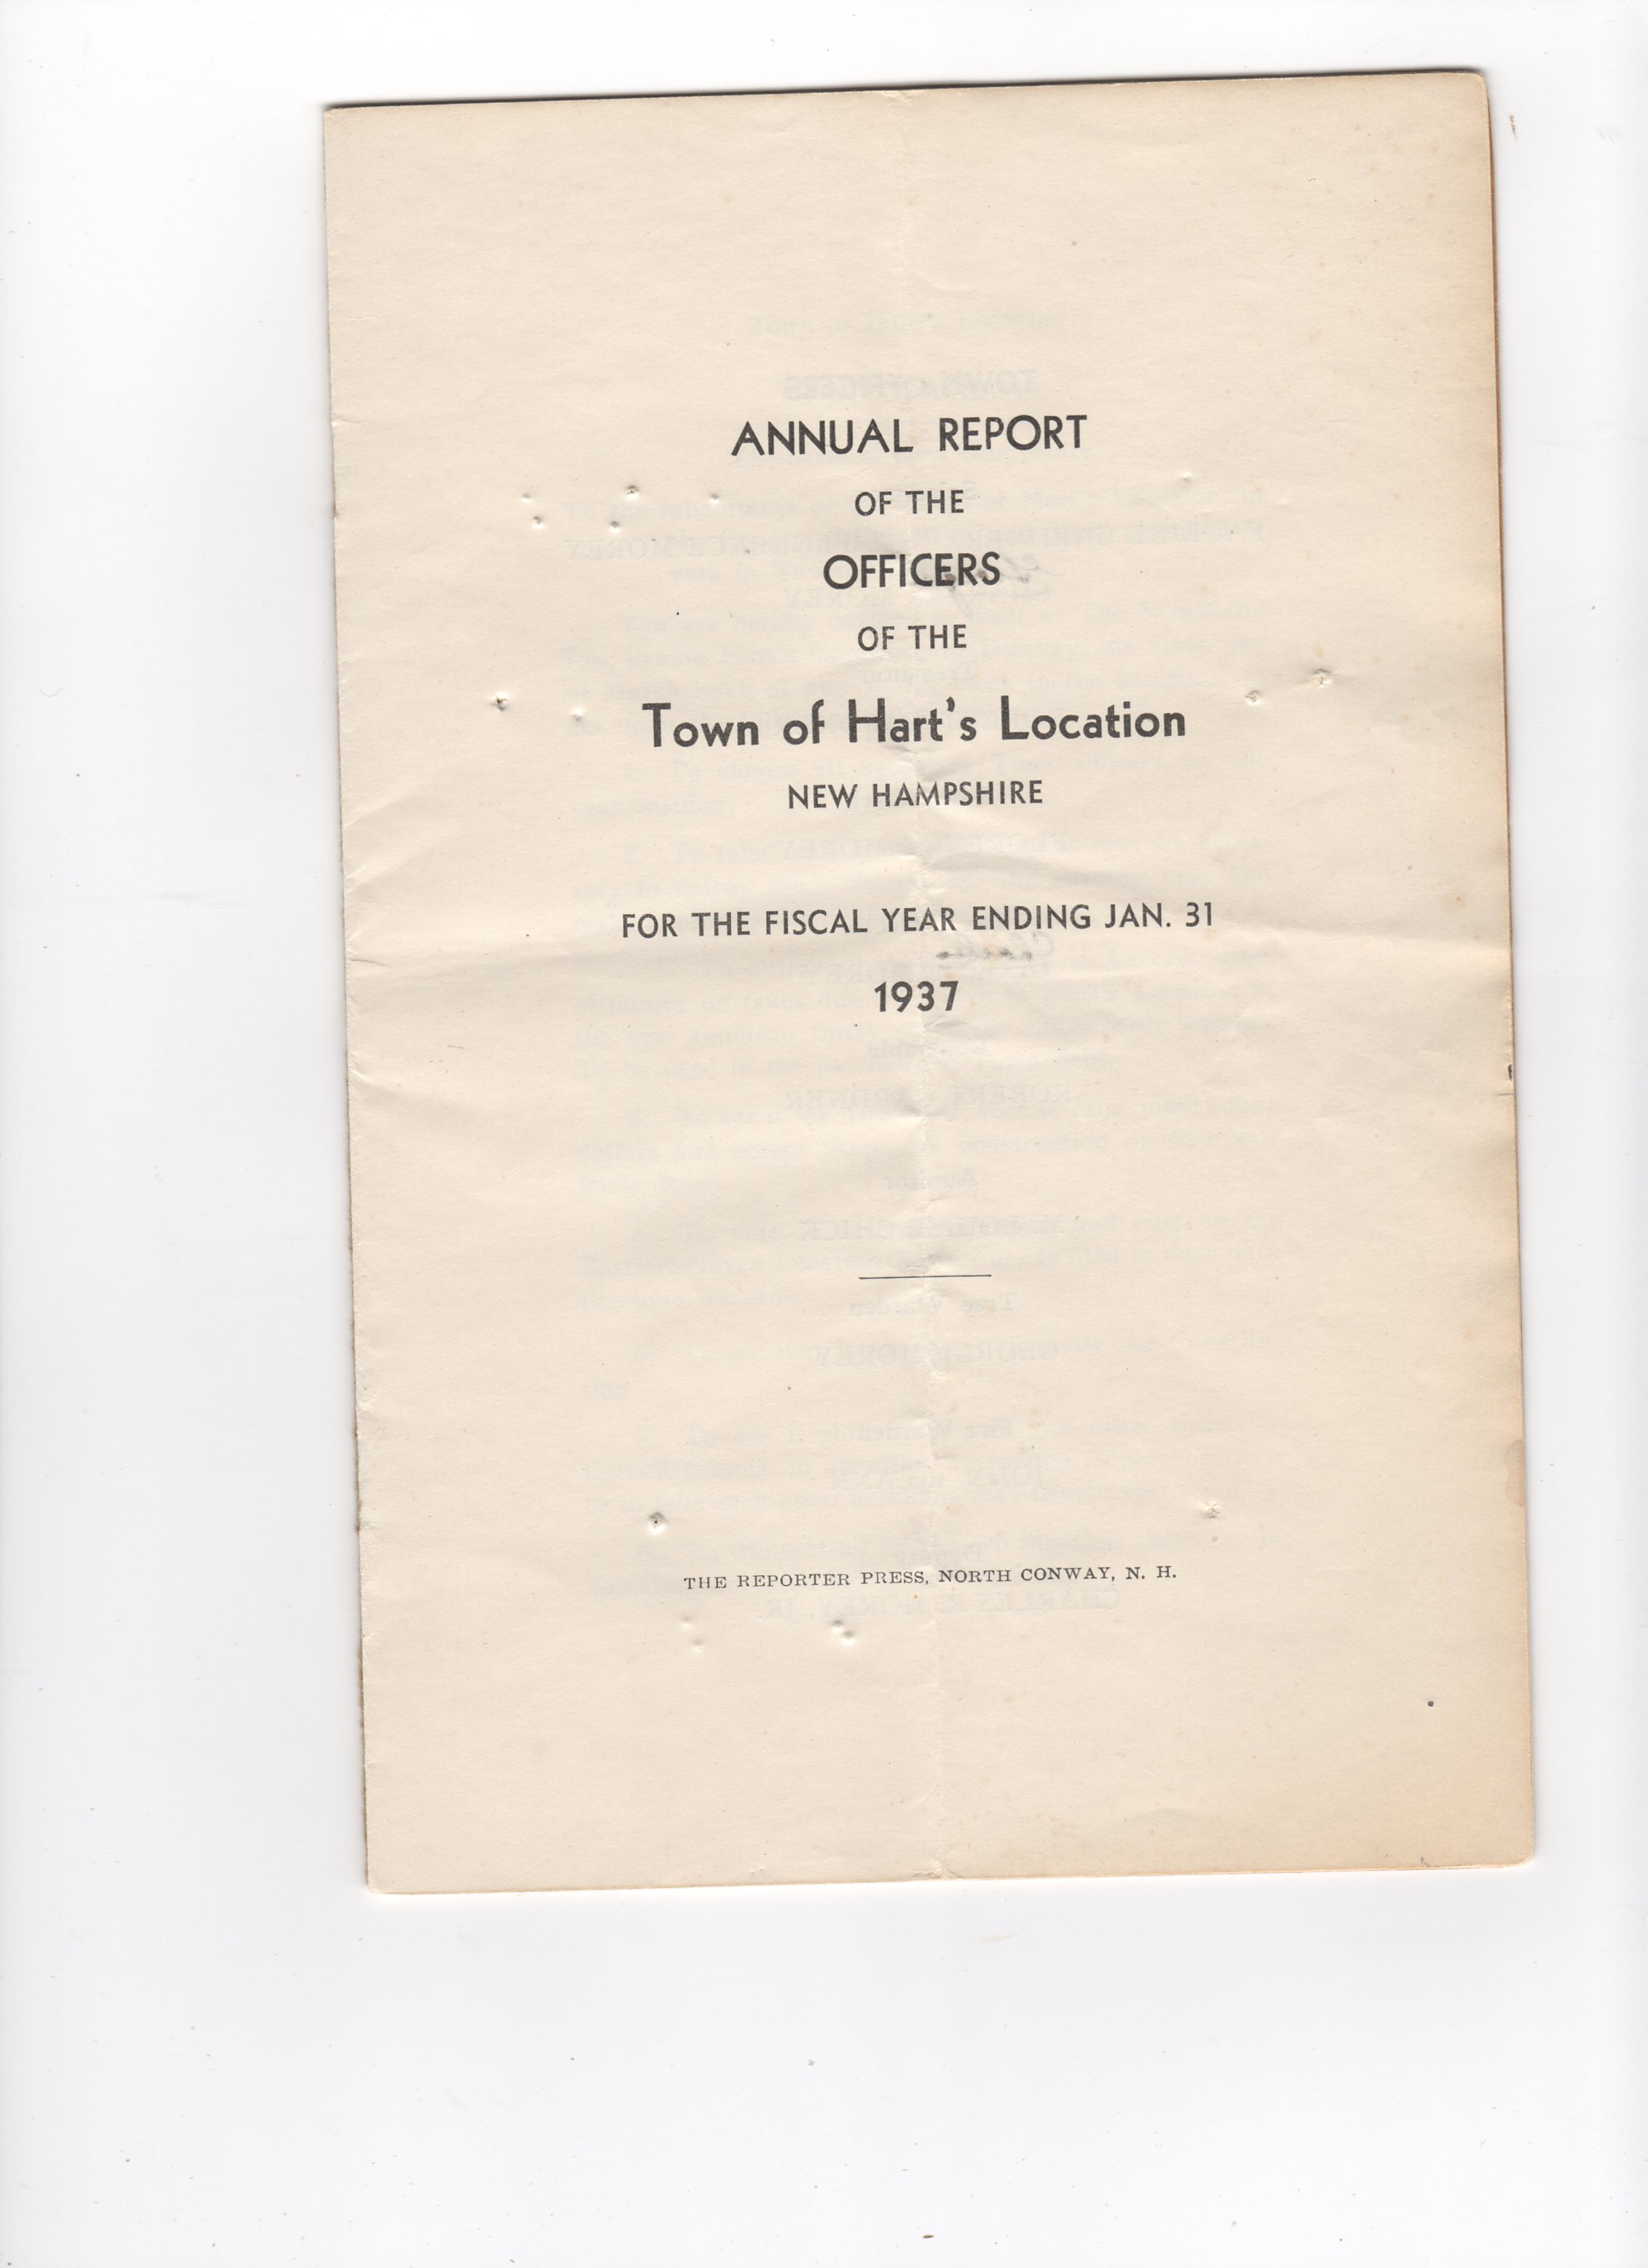 ANNUAL REPORT
OF THE
OFFICERS
OF THE
Town of Hart's Location
NEW HAMPSHIRE
FOR THE FISCAL YEAR ENDING JAN. 31
1937
THE REPORTER PRESS, NORTH CONWAY, N. H.